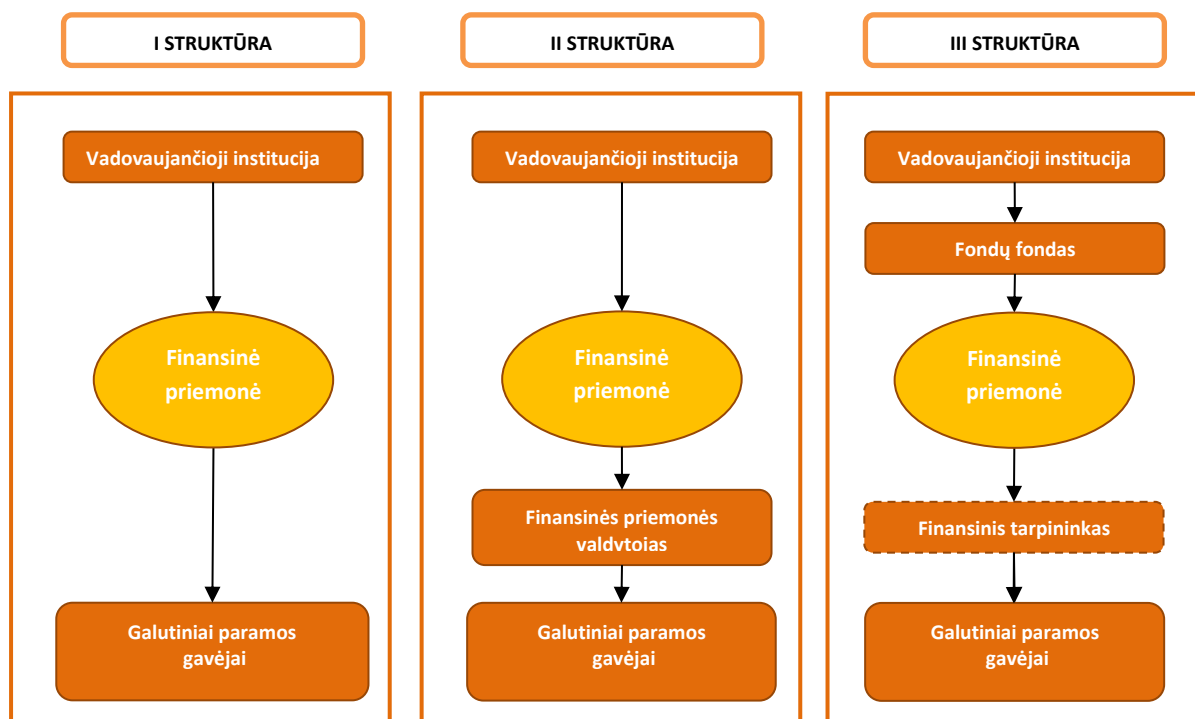 I STRUKTŪRA
Vadovaujančioji institucija
Finansinė
priemonė
Galutiniai paramos
gavėjai
II STRUKTŪRA
Vadovaujančioji institucija
Finansinė
priemonė
Finansinės priemonės
valdvtoias
Galutiniai paramos
gavėjai
III STRUKTŪRA
Vadovaujančioji institucija
Fondų fondas
Finansinė
priemonė
Finansinis tarpininkas
Galutiniai paramos
gavėjai